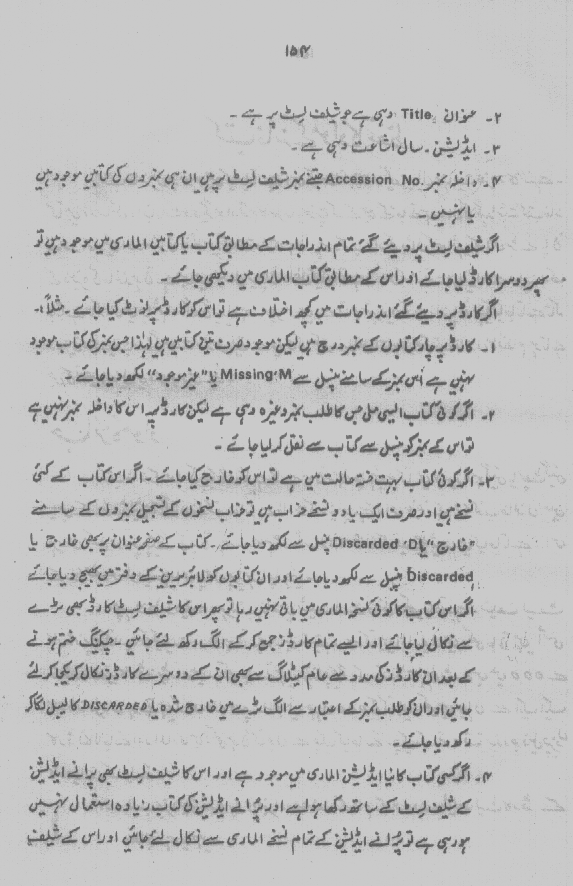 ۱۵۴
۲۔ عنوان Title وہی ہے جو شیلف لسٹ پر ہے ۔
۳۔ ایڈیشن ۔ سال اشاعت وہی ہے ۔
۴۔ داخلہ نمبر Accession No. جتنے نمبر شیلف لسٹ پر ہیں ان ہی نمبروں کی کتابیں موجود ہیں
یا نہیں ۔
اگر شیلف لسٹ پر دیئے گئے تمام اندراجات کے مطابق کتاب یا کتابیں الماری میں موجود ہیں تو
پھر دوسرا کارڈ لیا جائے اور اس کے مطابق کتاب الماری میں دیکھی جائے ۔
اگر کارڈ پر دیئے گئے اندراجات میں کچھ اختلاف ہے تو اس کو کارڈ پر نوٹ کیا جائے ۔ مثلاً :۔
۱۔ کارڈ پر چار کتابوں کے نمبر درج ہیں لیکن موجود صرف تین کتابیں ہیں لہٰذا جس نمبر کی کتاب موجود
نہیں ہے اس نمبر کے سامنے پنسل سے Missing'M یا "غیر موجود" لکھ دیا جائے ۔
۲۔ اگر کوئی کتاب ایسی ملی جس کا طلب نمبر وغیرہ وہی ہے لیکن کارڈ پر اس کا داخلہ نمبر نہیں ہے
تو اس کے نمبر کو پنسل سے کتاب سے نقل کر لیا جائے ۔
۳۔ اگر کوئی کتاب بہت خستہ حالت میں ہے تو اس کو خارج کیا جائے ۔ اگر اس کتاب کے کئی
نسخے ہیں اور صرف ایک یا دو نسخے خراب ہیں تو خراب نسخوں کے تسجیل نمبروں کے سامنے
"خارج" یا Discarded 'D' پنسل سے لکھ دیا جائے ۔ کتاب کے صفحہ عنوان پر بھی خارج یا
Discarded پنسل سے لکھ دیا جائے اور ان کتابوں کو لائبریرین کے دفتر میں بھیج دیا جائے
اگر اس کتاب کا کوئی نسخہ الماری میں باقی نہیں رہا تو پھر اس کا شیلف لسٹ کارڈ بھی ٹرے
سے نکال لیا جائے اور ایسے تمام کارڈز جمع کر کے الگ رکھ لئے جائیں ۔ چیکنگ ختم ہونے
کے بعد ان کارڈز کی مدد سے عام کیٹلاگ سے بھی ان کے دوسرے کارڈز نکال کر یکجا کر لئے
جائیں اور ان کو طلب نمبر کے اعتبار سے الگ ٹرے میں خارج شدہ یا DISCARDED کا لیبل لگا کر
رکھ دیا جائے ۔
۴۔ اگر کسی کتاب کا نیا ایڈیشن الماری میں موجود ہے اور اس کا شیلف لسٹ بھی پرانے ایڈیشن
کے شیلف لسٹ کے ساتھ رکھا ہوا ہے اور پرانے ایڈیشن کی کتاب زیادہ استعمال نہیں
ہو رہی ہے تو پرانے ایڈیشن کے تمام نسخے الماری سے نکال لئے جائیں اور اس کے شیلف